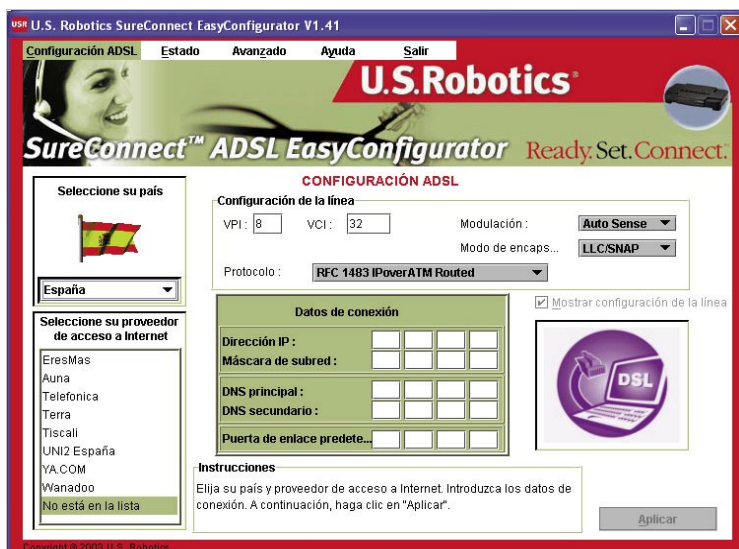 USR U.S. Robotics SureConnect EasyConfigurator V1.41
Configuración ADSL Estado Avanzado Ayuda Salir
U.S.Robotics®
SureConnect™ ADSL EasyConfigurator Ready. Set. Connect.™
Seleccione su país
España
Seleccione su proveedor
de acceso a Internet
EresMas
Auna
Telefonica
Terra
Tiscali
UNI2 España
YA.COM
Wanadoo
No está en la lista
CONFIGURACIÓN ADSL
Configuración de la línea
VPI : 8 VCI : 32 Modulación : Auto Sense
Modo de encaps... LLC/SNAP
Protocolo : RFC 1483 IPoverATM Routed
Mostrar configuración de la línea
Datos de conexión
Dirección IP :
Máscara de subred :
DNS principal :
DNS secundario :
Puerta de enlace predete...
DSL
Instrucciones
Elija su país y proveedor de acceso a Internet. Introduzca los datos de
conexión. A continuación, haga clic en "Aplicar".
Aplicar
Copyright © 2003 U.S. Robotics